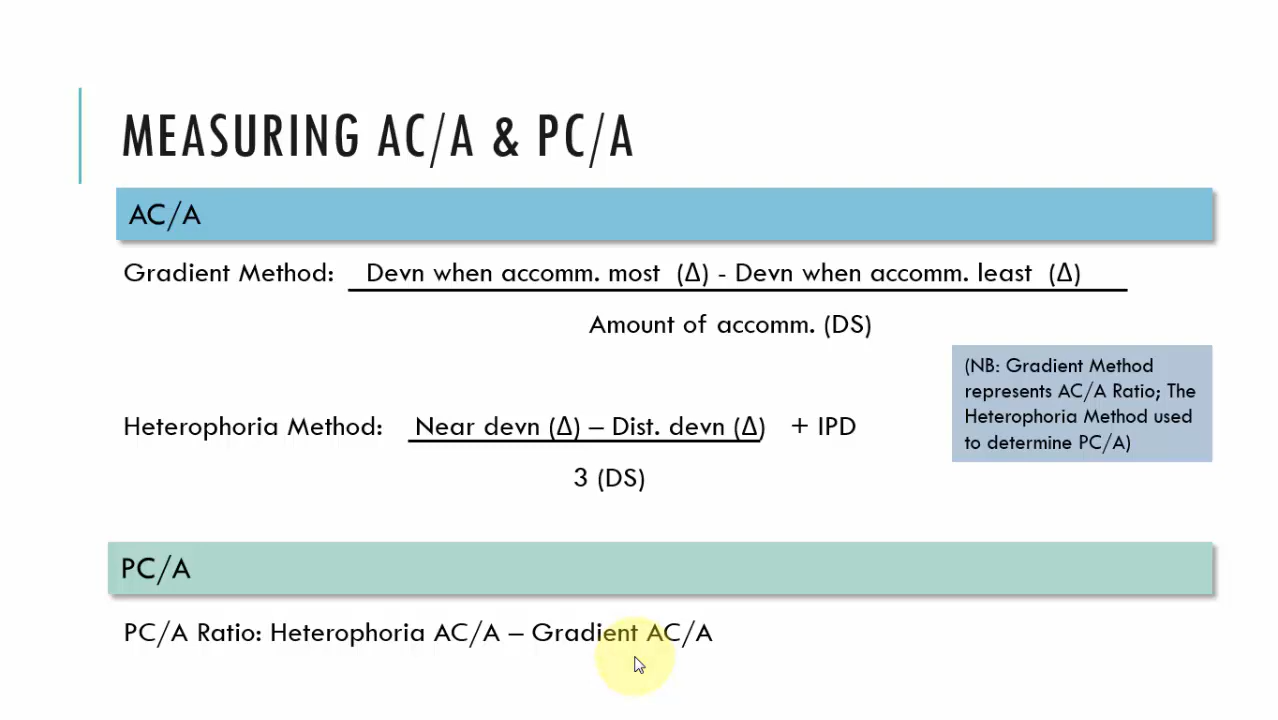 MEASURING AC/A & PC/A
AC/A
Gradient Method: Devn when accomm. most (Δ) - Devn when accomm. least (Δ)
Amount of accomm. (DS)
(NB: Gradient Method
represents AC/A Ratio; The
Heterophoria Method used
to determine PC/A)
Heterophoria Method: Near devn (Δ) – Dist. devn (Δ) + IPD
3 (DS)
PC/A
PC/A Ratio: Heterophoria AC/A – Gradient AC/A